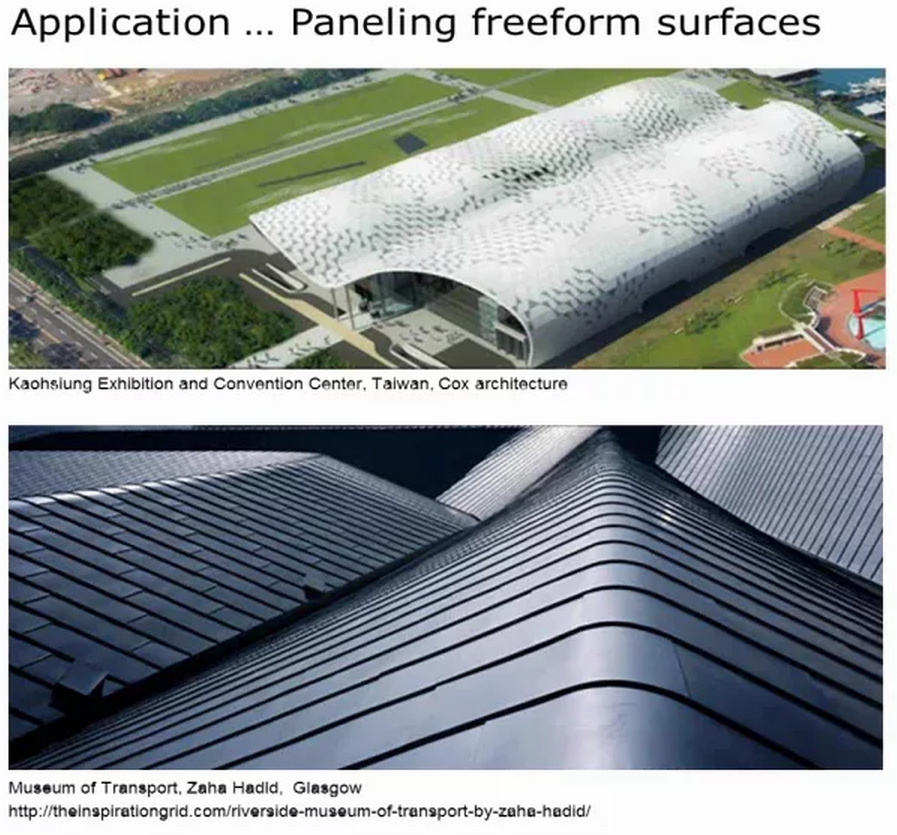 Application ... Paneling freeform surfaces
Kaohsiung Exhibition and Convention Center, Taiwan, Cox architecture
Museum of Transport, Zaha Hadid, Glasgow
http://theinspirationgrid.com/riverside-museum-of-transport-by-zaha-hadid/